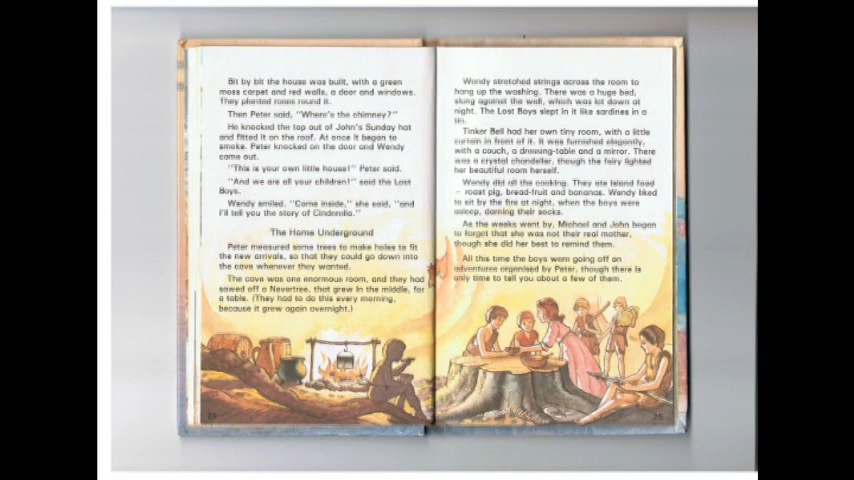 Bit by bit the house was built, with a green
moss carpet and red walls, a door and windows.
They planted roses round it.
Then Peter said, "Where's the chimney?"
He knocked the top out of John's Sunday hat
and fitted it on the roof. At once it began to
smoke. Peter knocked on the door and Wendy
came out.
"This is your own little house!" Peter said.
"And we are all your children!" said the Lost
Boys.
Wendy smiled. "Come inside," she said, "and
I'll tell you the story of Cinderella."
The Home Underground
Peter measured some trees to make holes to fit
the new arrivals, so that they could go down into
the cave whenever they wanted.
The cave was one enormous room, and they had
sawed off a Nevertree, that grew in the middle, for
a table. (They had to do this every morning,
because it grew again overnight.)
Wendy stretched strings across the room to
hang up the washing. There was a huge bed,
slung against the wall, which was let down at
night. The Lost Boys slept in it like sardines in a
tin.
Tinker Bell had her own tiny room, with a little
curtain in front of it. It was furnished elegantly,
with a couch, a dressing-table and a mirror. There
was a crystal chandelier, though the fairy lighted
her beautiful room herself.
Wendy did all the cooking. They ate island food
– roast pig, bread-fruit and bananas. Wendy liked
to sit by the fire at night, when the boys were
asleep, darning their socks.
As the weeks went by, Michael and John began
to forget that she was not their real mother,
though she did her best to remind them.
All this time the boys were going off on
adventures organised by Peter, though there is
only time to tell you about a few of them.